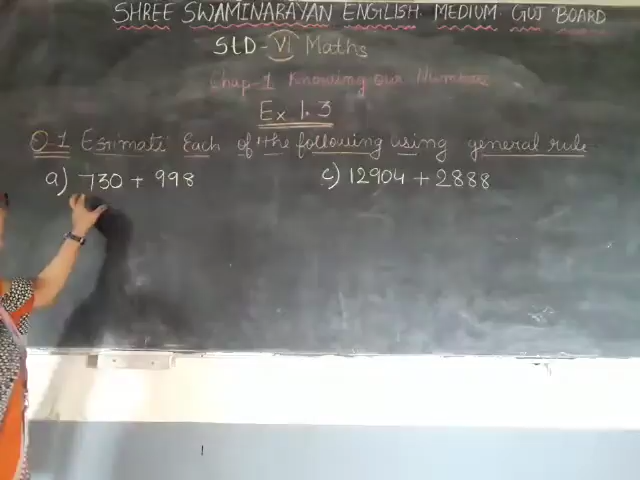 SHREE SWAMINARAYAN ENGLISH MEDIUM GUJ BOARD
STD-VI Maths
Chap-1 Knowing our Numbers
Ex 1.3
Q-1 Estimate Each of the following using general rule
a) 730 + 998
c) 12904 + 2888